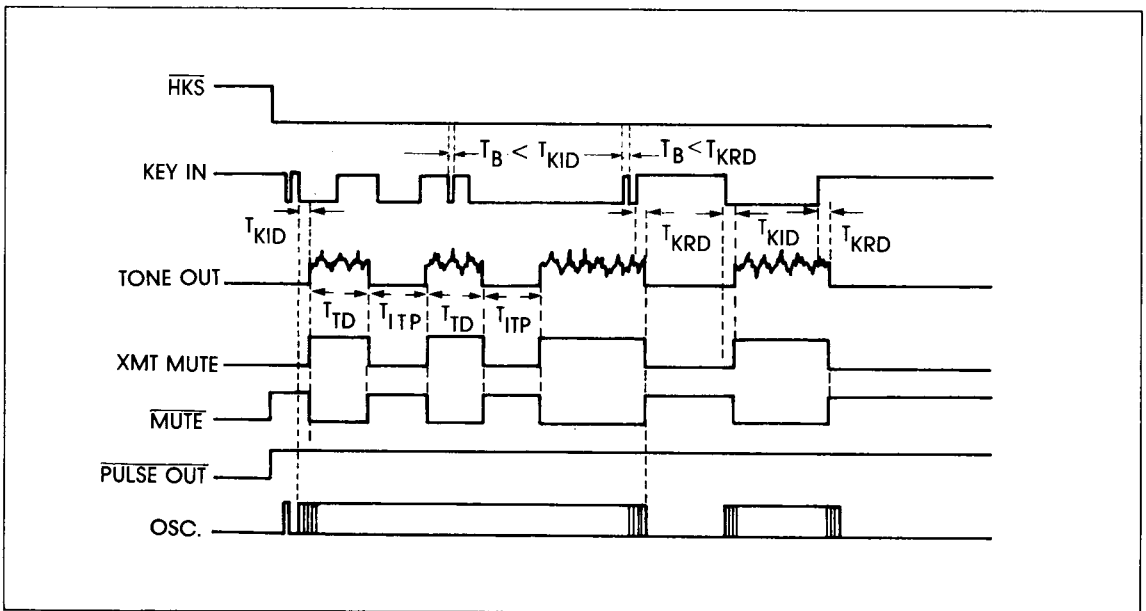 HKS
T_B < T_KID T_B < T_KRD
KEY IN
T_KID T_KRD T_KID T_KRD
TONE OUT
T_TD T_ITP T_TD T_ITP
XMT MUTE
MUTE
PULSE OUT
OSC.